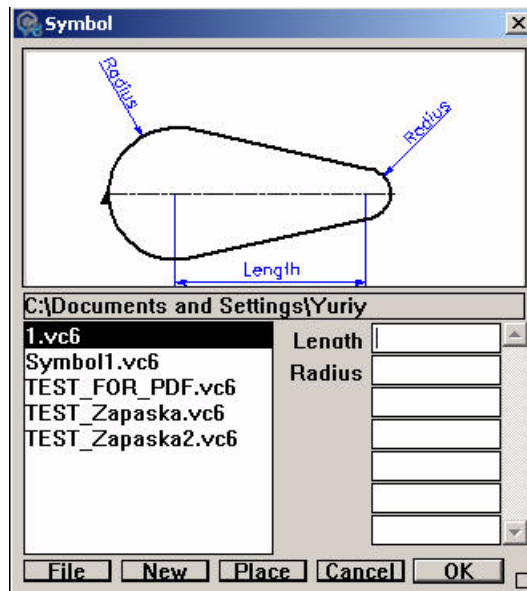 Symbol
Radius
Radius
Length
C:\Documents and Settings\Yuriy
1.vc6
Symbol1.vc6
TEST_FOR_PDF.vc6
TEST_Zapaska.vc6
TEST_Zapaska2.vc6
Length
Radius
File New Place Cancel OK